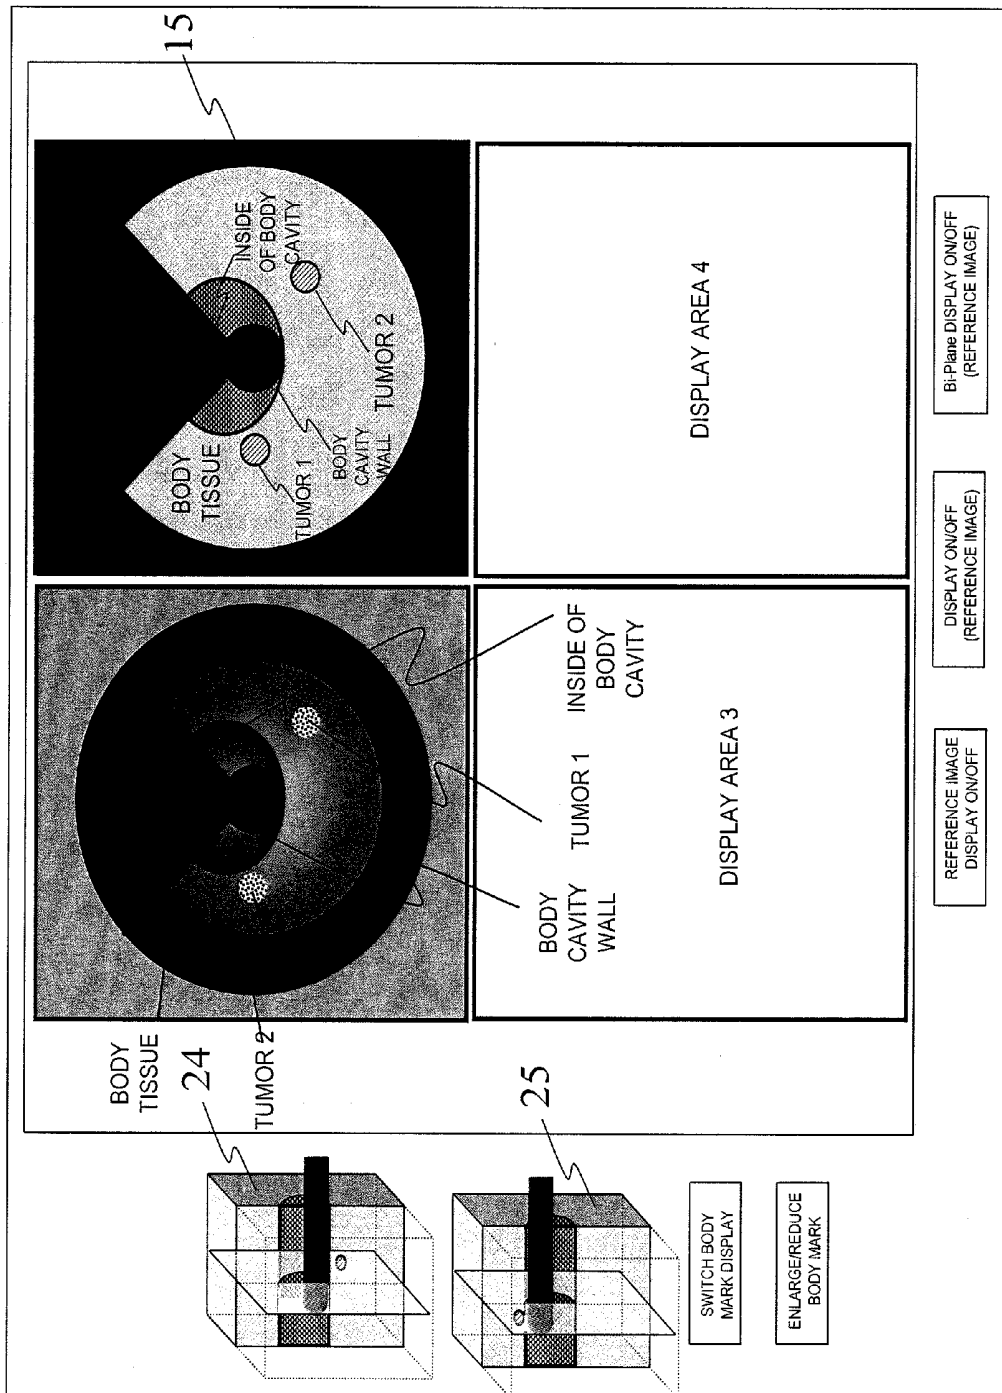 24
25
SWITCH BODY
MARK DISPLAY
ENLARGE/REDUCE
BODY MARK
BODY
TISSUE
TUMOR 2
BODY
CAVITY
WALL
TUMOR 1
INSIDE OF
BODY
CAVITY
DISPLAY AREA 3
15
BODY
TISSUE
TUMOR 1
BODY
CAVITY
WALL
TUMOR 2
INSIDE
OF BODY
CAVITY
DISPLAY AREA 4
REFERENCE IMAGE
DISPLAY ON/OFF
DISPLAY ON/OFF
(REFERENCE IMAGE)
Bi-Plane DISPLAY ON/OFF
(REFERENCE IMAGE)